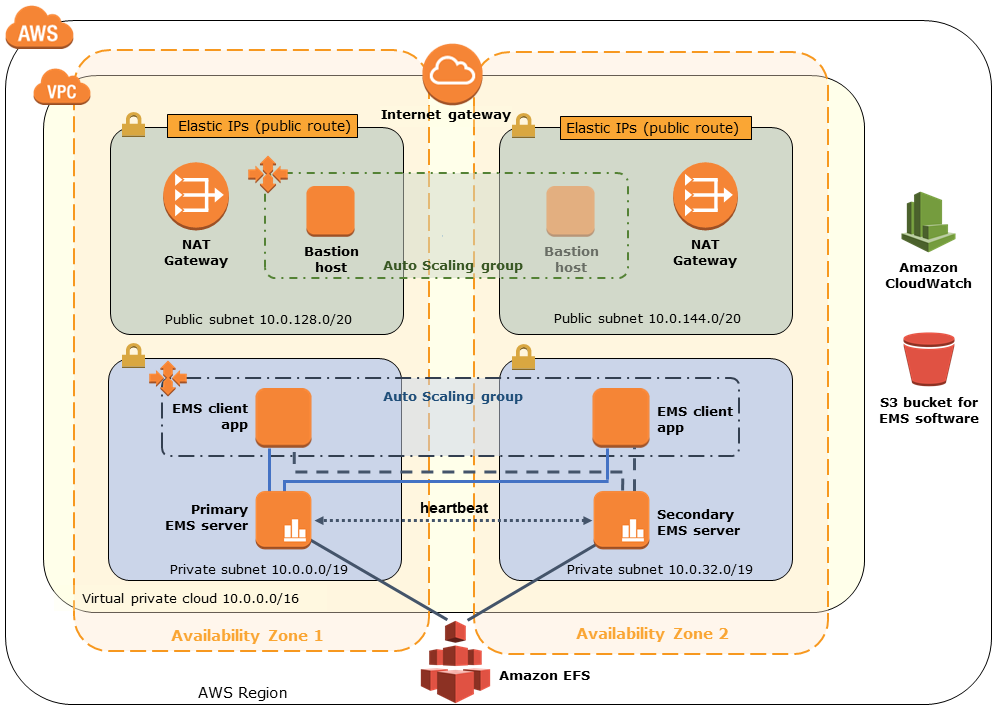 AWS
VPC
Internet gateway
Elastic IPs (public route)
Elastic IPs (public route)
NAT
Gateway
Bastion
host
Auto Scaling group
Bastion
host
NAT
Gateway
Public subnet 10.0.128.0/20
Public subnet 10.0.144.0/20
Amazon
CloudWatch
S3 bucket for
EMS software
Auto Scaling group
EMS client
app
EMS client
app
Primary
EMS server
heartbeat
Secondary
EMS server
Private subnet 10.0.0.0/19
Private subnet 10.0.32.0/19
Virtual private cloud 10.0.0.0/16
Availability Zone 1
Availability Zone 2
Amazon EFS
AWS Region